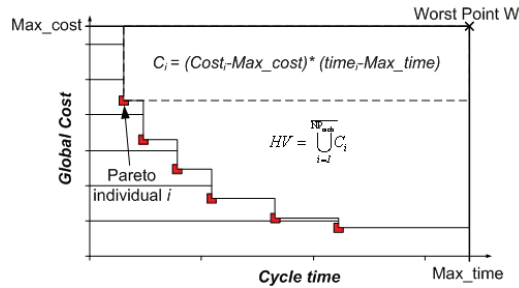 Worst Point W
Max_cost
C_i = (Cost_i-Max_cost)* (time_i-Max_time)
HV = ⋃ C_i
i=1
Global Cost
Pareto
individual i
Cycle time
Max_time